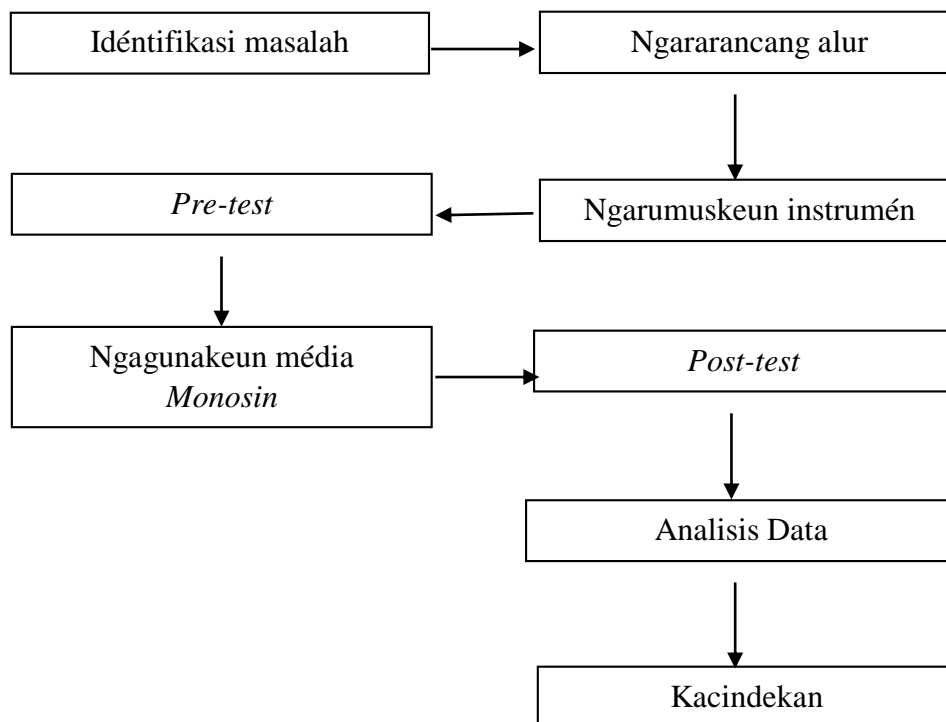 Idéntifikasi masalah
Ngararancang alur
Ngarumuskeun instrumén
Pre-test
Ngagunakeun média
Monosin
Post-test
Analisis Data
Kacindekan